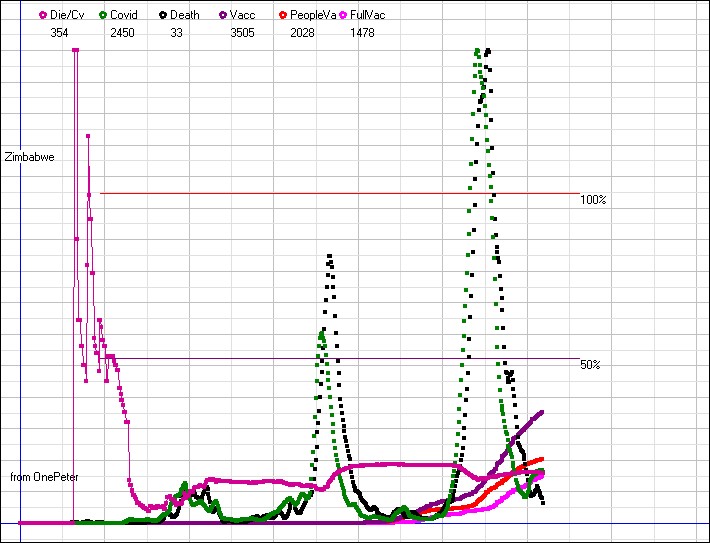 Die/Cv Covid Death Vacc PeopleVa FullVac
354 2450 33 3505 2028 1478
Zimbabwe
100%
50%
from OnePeter